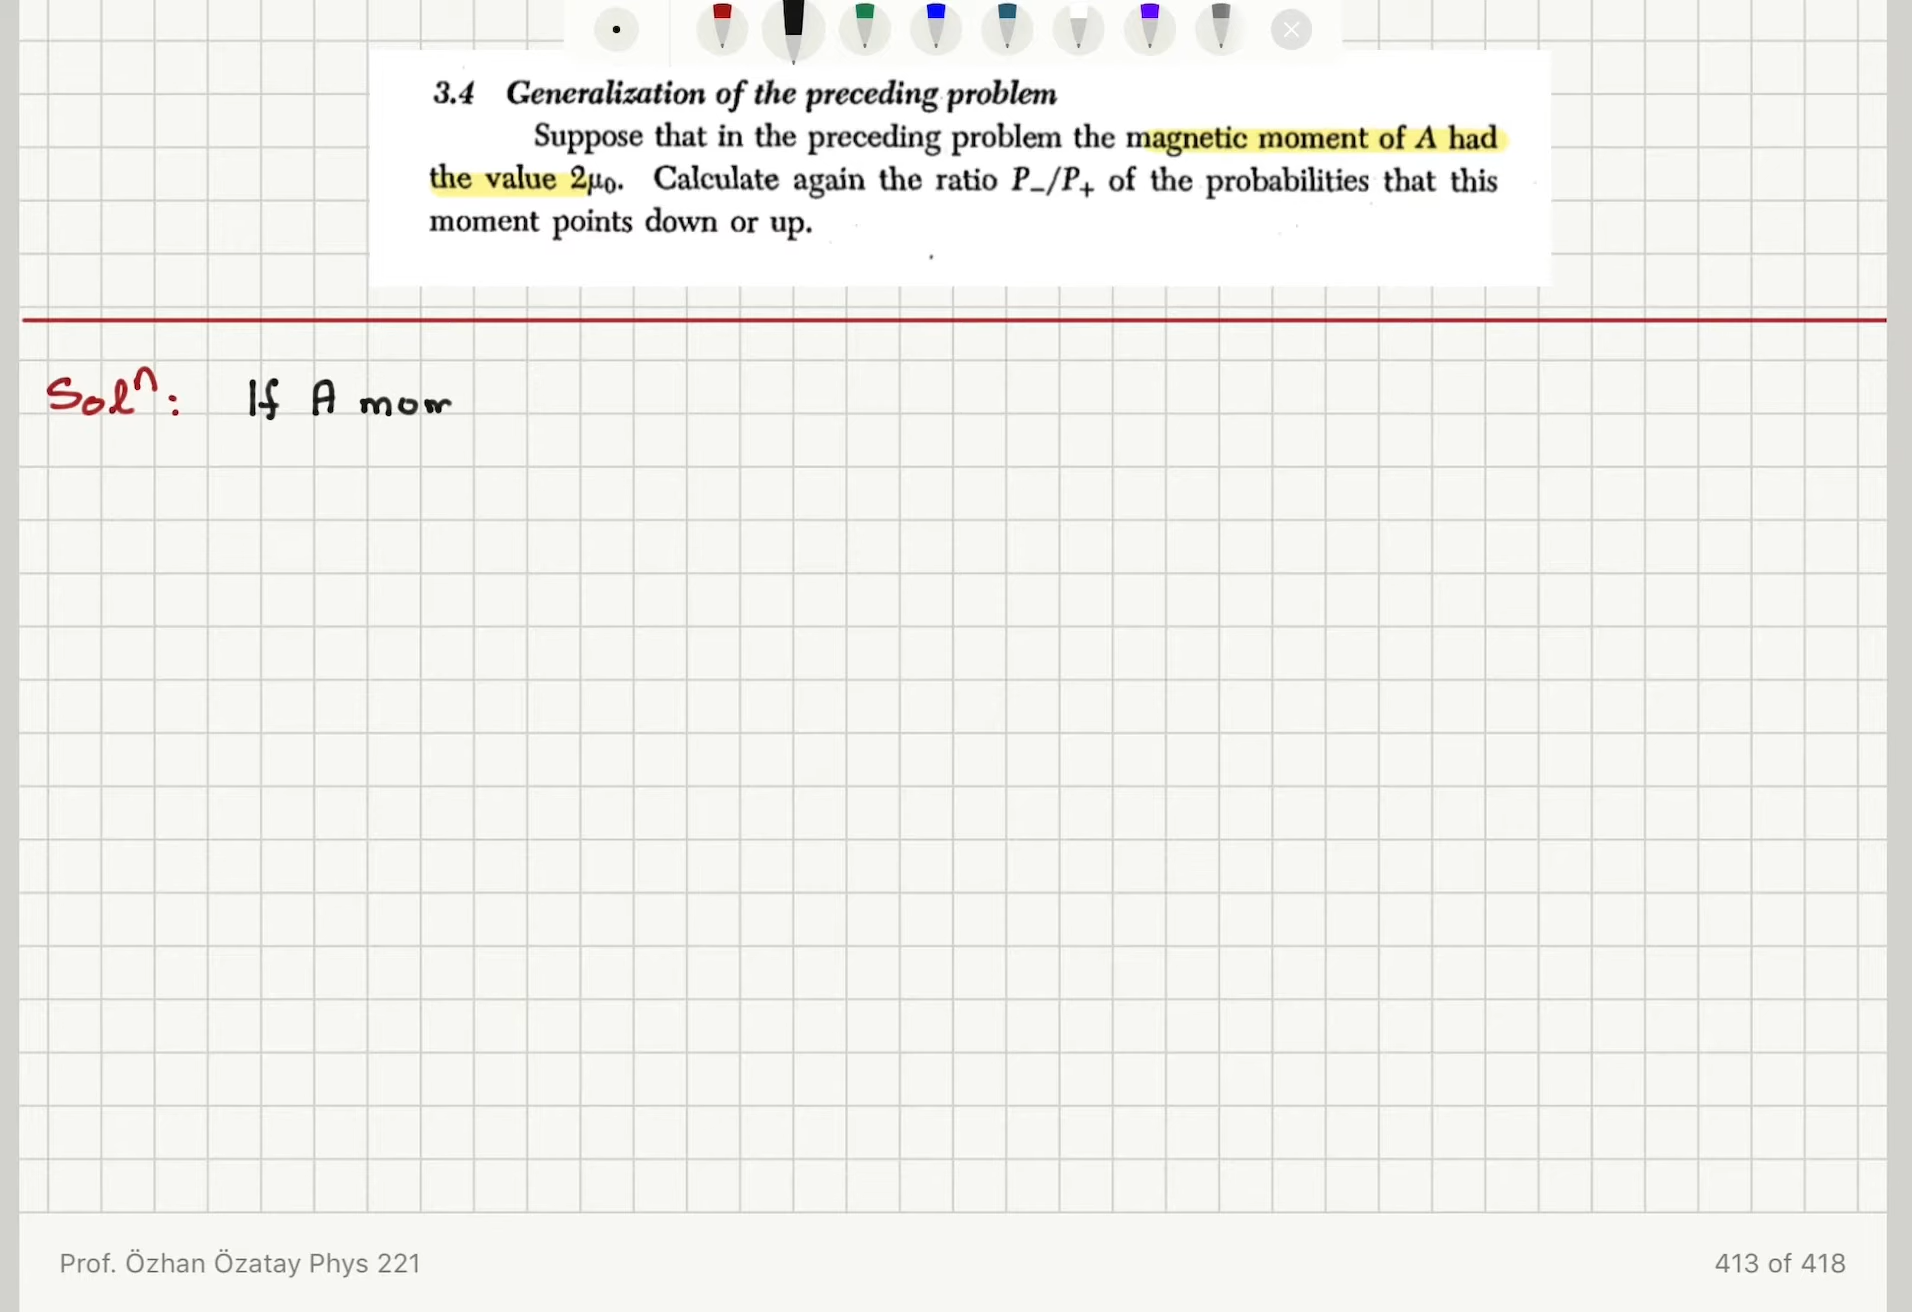 3.4 Generalization of the preceding problem
Suppose that in the preceding problem the magnetic moment of A had
the value 2μ₀. Calculate again the ratio P₋/P₊ of the probabilities that this
moment points down or up.
Solⁿ: If A mom
Prof. Özhan Özatay Phys 221
413 of 418